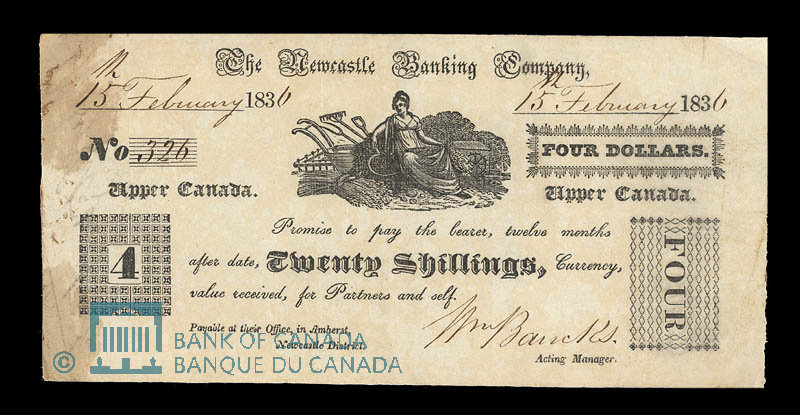 The Newcastle Banking Company,
15th February 1836 15th February 1836
No 326 FOUR DOLLARS.
Upper Canada. Upper Canada.
Promise to pay the bearer, twelve months
4 after date, Twenty Shillings, Currency, FOUR
value received, for Partners and self.
Payable at their Office, in Amherst, Wm Bancks.
Newcastle District. Acting Manager.
© BANK OF CANADA
BANQUE DU CANADA